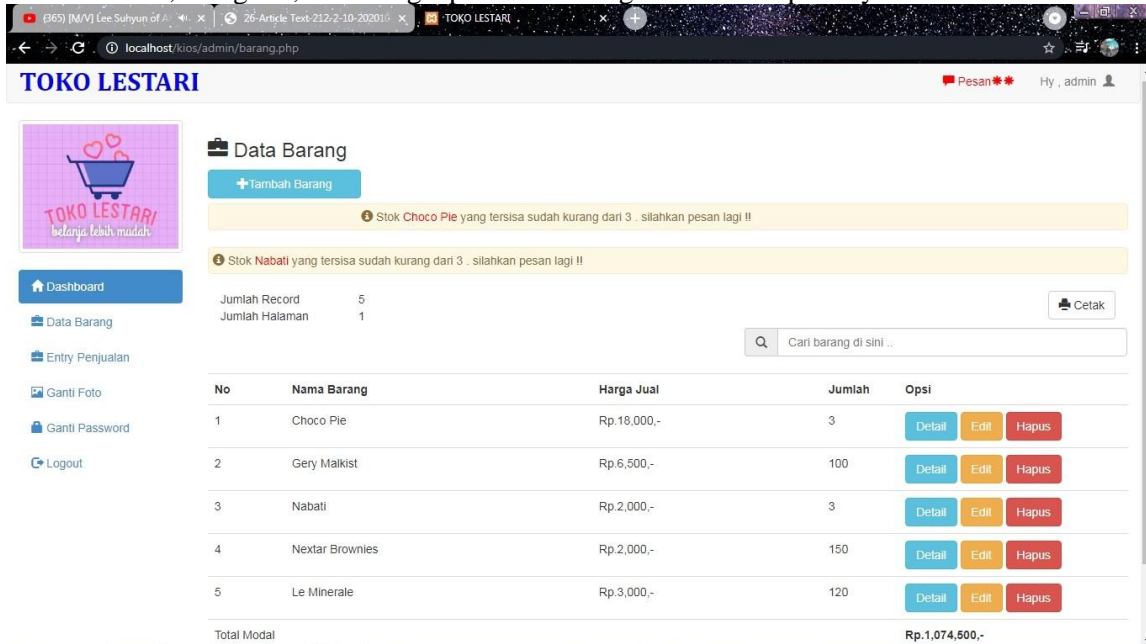 (365) [M/V] Lee Suhyun of A
26-Article Text-212-2-10-202010
TOKO LESTARI .
localhost/kios/admin/barang.php
TOKO LESTARI
Pesan**
Hy , admin
TOKO LESTARI
belanja lebih mudah
Data Barang
+Tambah Barang
Stok Choco Pie yang tersisa sudah kurang dari 3 . silahkan pesan lagi !!
Stok Nabati yang tersisa sudah kurang dari 3 . silahkan pesan lagi !!
Dashboard
Data Barang
Entry Penjualan
Ganti Foto
Ganti Password
Logout
Jumlah Record 5
Jumlah Halaman 1
Cetak
Cari barang di sini ..
No Nama Barang Harga Jual Jumlah Opsi
1 Choco Pie Rp.18,000,- 3 Detail Edit Hapus
2 Gery Malkist Rp.6,500,- 100 Detail Edit Hapus
3 Nabati Rp.2,000,- 3 Detail Edit Hapus
4 Nextar Brownies Rp.2,000,- 150 Detail Edit Hapus
5 Le Minerale Rp.3,000,- 120 Detail Edit Hapus
Total Modal Rp.1,074,500,-